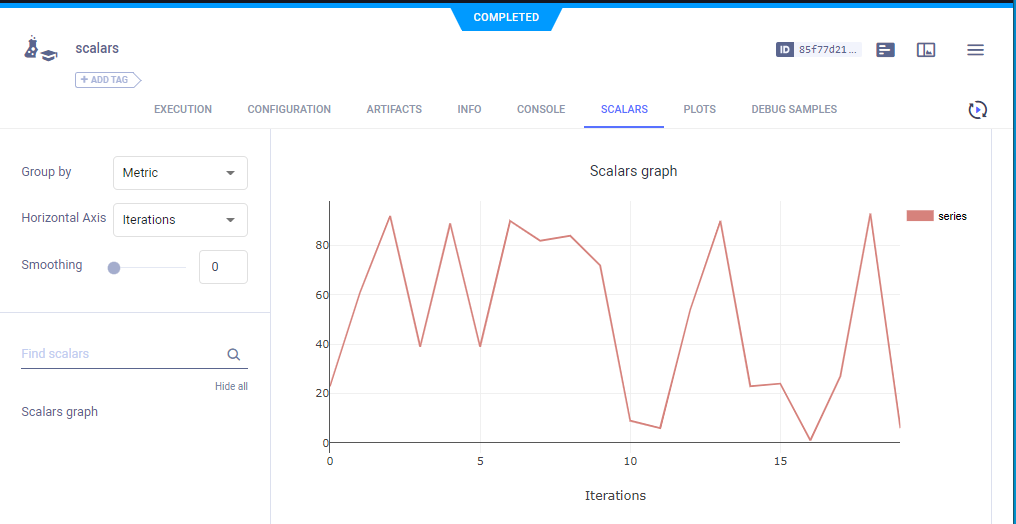 COMPLETED
scalars
ID 85f77d21 ...
+ ADD TAG
EXECUTION CONFIGURATION ARTIFACTS INFO CONSOLE SCALARS PLOTS DEBUG SAMPLES
Group by Metric
Horizontal Axis Iterations
Smoothing 0
Find scalars
Hide all
Scalars graph
Scalars graph
series
80
60
40
20
0
0 5 10 15
Iterations